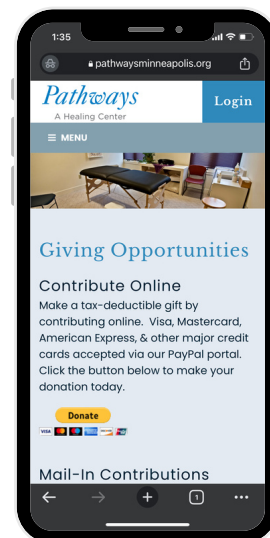 1:35
pathwaysminneapolis.org
Pathways
A Healing Center
Login
MENU
Giving Opportunities
Contribute Online
Make a tax-deductible gift by
contributing online. Visa, Mastercard,
American Express, & other major credit
cards accepted via our PayPal portal.
Click the button below to make your
donation today.
Donate
VISA
Mail-In Contributions
1